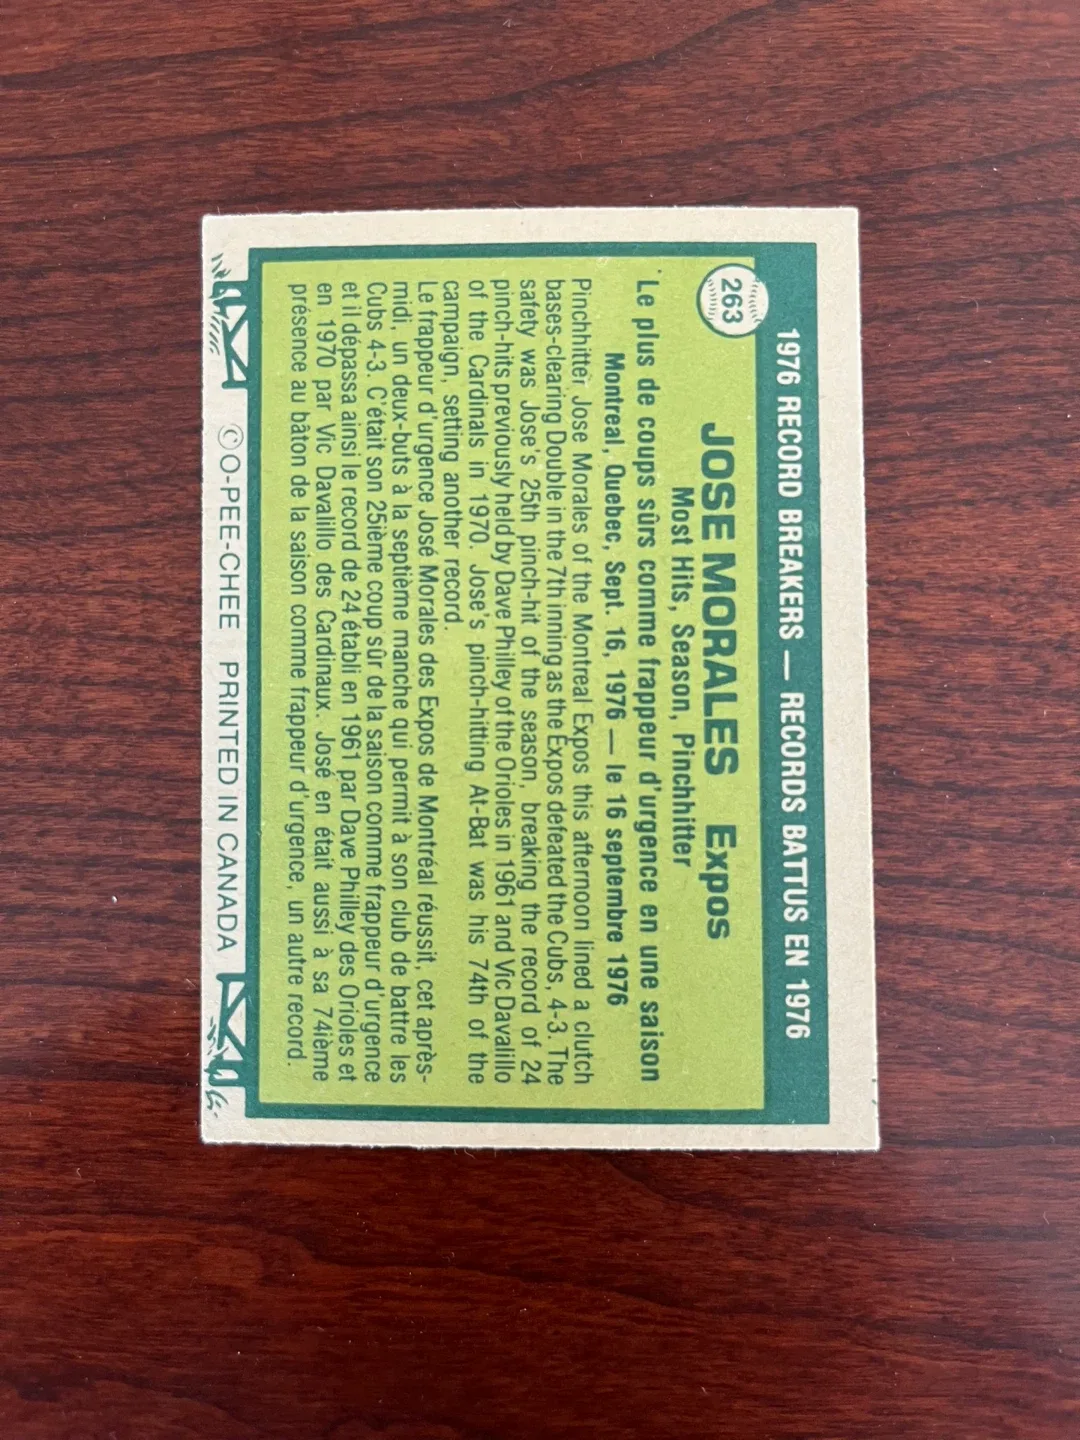 1976 RECORD BREAKERS — RECORDS BATTUS EN 1976
263
JOSE MORALES Expos
Most Hits, Season, Pinchhitter
Le plus de coups sûrs comme frappeur d'urgence en une saison
Montreal, Quebec, Sept. 16, 1976 — le 16 septembre 1976
Pinchhitter Jose Morales of the Montreal Expos this afternoon lined a clutch
bases-clearing Double in the 7th inning as the Expos defeated the Cubs, 4-3. The
safety was Jose's 25th pinch-hit of the season, breaking the record of 24
pinch-hits previously held by Dave Philley of the Orioles in 1961 and Vic Davalillo
of the Cardinals in 1970. Jose's pinch-hitting At-Bat was his 74th of the
campaign, setting another record.
Le frappeur d'urgence José Morales des Expos de Montréal réussit, cet après-
midi, un deux-buts à la septième manche qui permit à son club de battre les
Cubs 4-3. C'était son 25ième coup sûr de la saison comme frappeur d'urgence
et il dépassa ainsi le record de 24 établi en 1961 par Dave Philley des Orioles et
en 1970 par Vic Davalillo des Cardinaux. José en était aussi à sa 74ième
présence au bâton de la saison comme frappeur d'urgence, un autre record.
© O-PEE-CHEE PRINTED IN CANADA